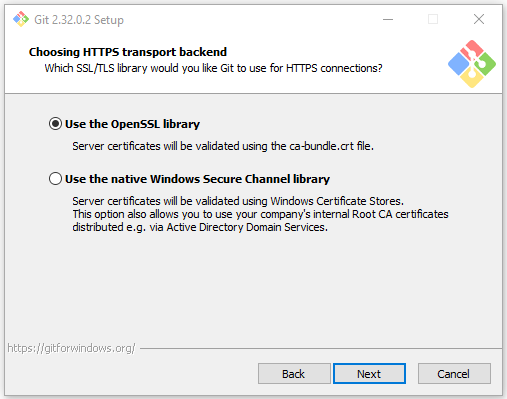 Git 2.32.0.2 Setup
Choosing HTTPS transport backend
Which SSL/TLS library would you like Git to use for HTTPS connections?
Use the OpenSSL library
Server certificates will be validated using the ca-bundle.crt file.
Use the native Windows Secure Channel library
Server certificates will be validated using Windows Certificate Stores.
This option also allows you to use your company's internal Root CA certificates
distributed e.g. via Active Directory Domain Services.
https://gitforwindows.org/
Back Next Cancel